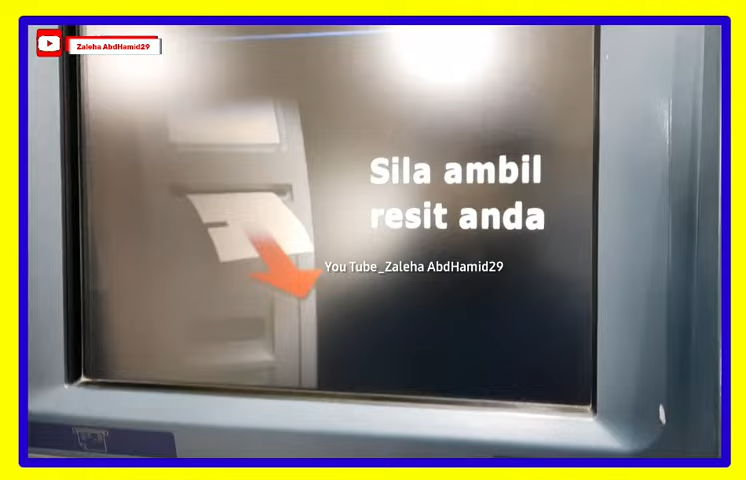 Zaleha AbdHamid29
Sila ambil
resit anda
You Tube_Zaleha AbdHamid29